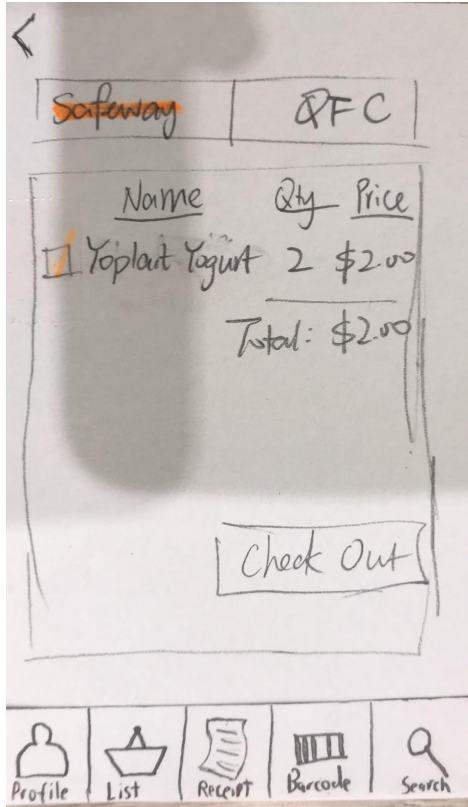 Safeway QFC
Name Qty Price
Yoplait Yogurt 2 $2.00
Total: $2.00
Check Out
Profile List Receipt Barcode Search